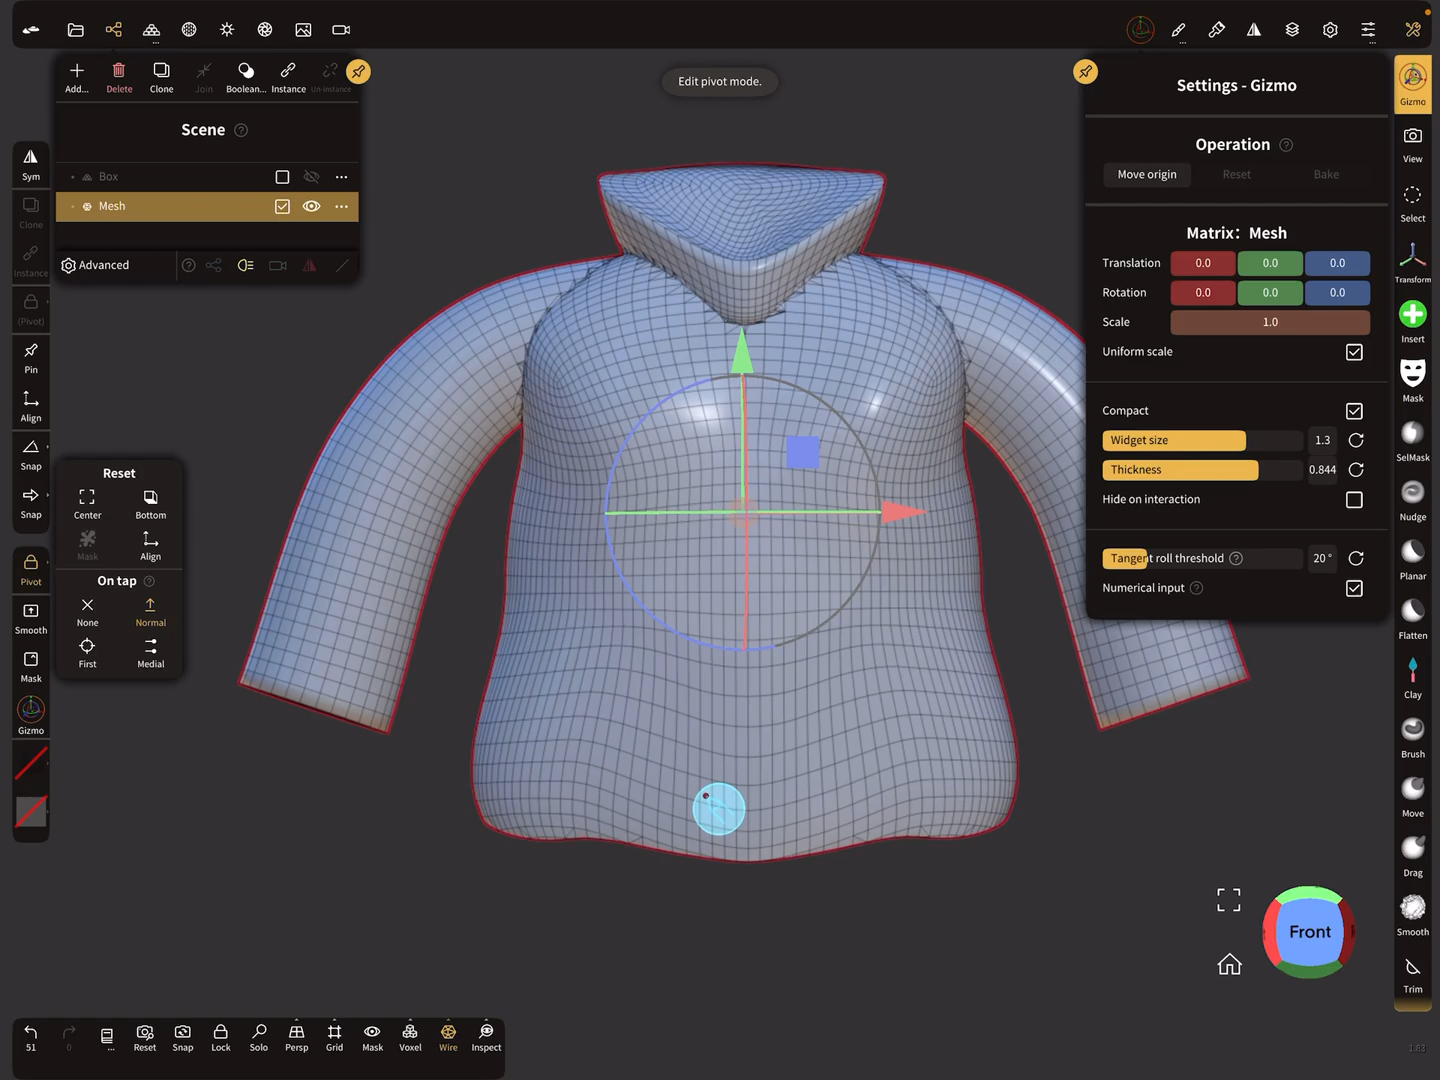 Edit pivot mode.
Add...
Delete
Clone
Join
Boolean...
Instance
Un-instance
Scene
Box
Mesh
Advanced
Sym
Clone
Instance
(Pivot)
Pin
Align
Snap
Snap
Pivot
Smooth
Mask
Gizmo
Reset
Center
Bottom
Mask
Align
On tap
None
Normal
First
Medial
Settings - Gizmo
Operation
Move origin
Reset
Bake
Matrix: Mesh
Translation 0.0 0.0 0.0
Rotation 0.0 0.0 0.0
Scale 1.0
Uniform scale
Compact
Widget size 1.3
Thickness 0.844
Hide on interaction
Tangent roll threshold 20 °
Numerical input
Gizmo
View
Select
Transform
Insert
Mask
SelMask
Nudge
Planar
Flatten
Clay
Brush
Move
Drag
Smooth
Trim
Front
51
0
...
Reset
Snap
Lock
Solo
Persp
Grid
Mask
Voxel
Wire
Inspect
1.83